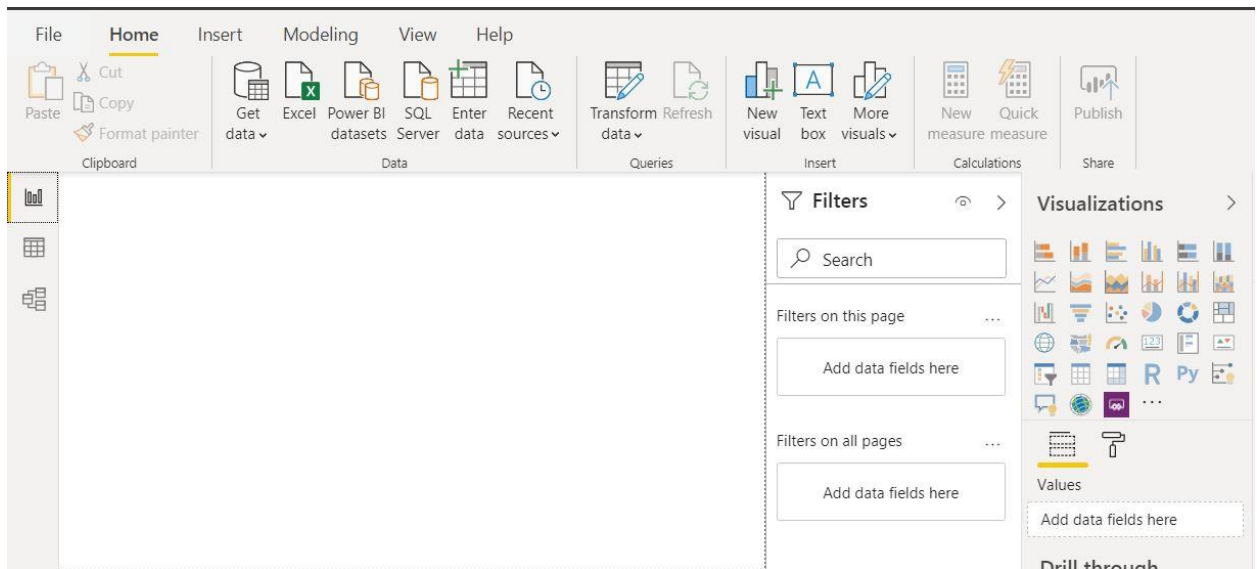 File Home Insert Modeling View Help
Paste
Cut
Copy
Format painter
Clipboard
Get data
Excel
Power BI datasets
SQL Server
Enter data
Recent sources
Data
Transform data
Refresh
Queries
New visual
Text box
More visuals
Insert
New measure
Quick measure
Calculations
Publish
Share
Filters
Search
Filters on this page ...
Add data fields here
Filters on all pages ...
Add data fields here
Visualizations
123
R Py
...
Values
Add data fields here
Drill through